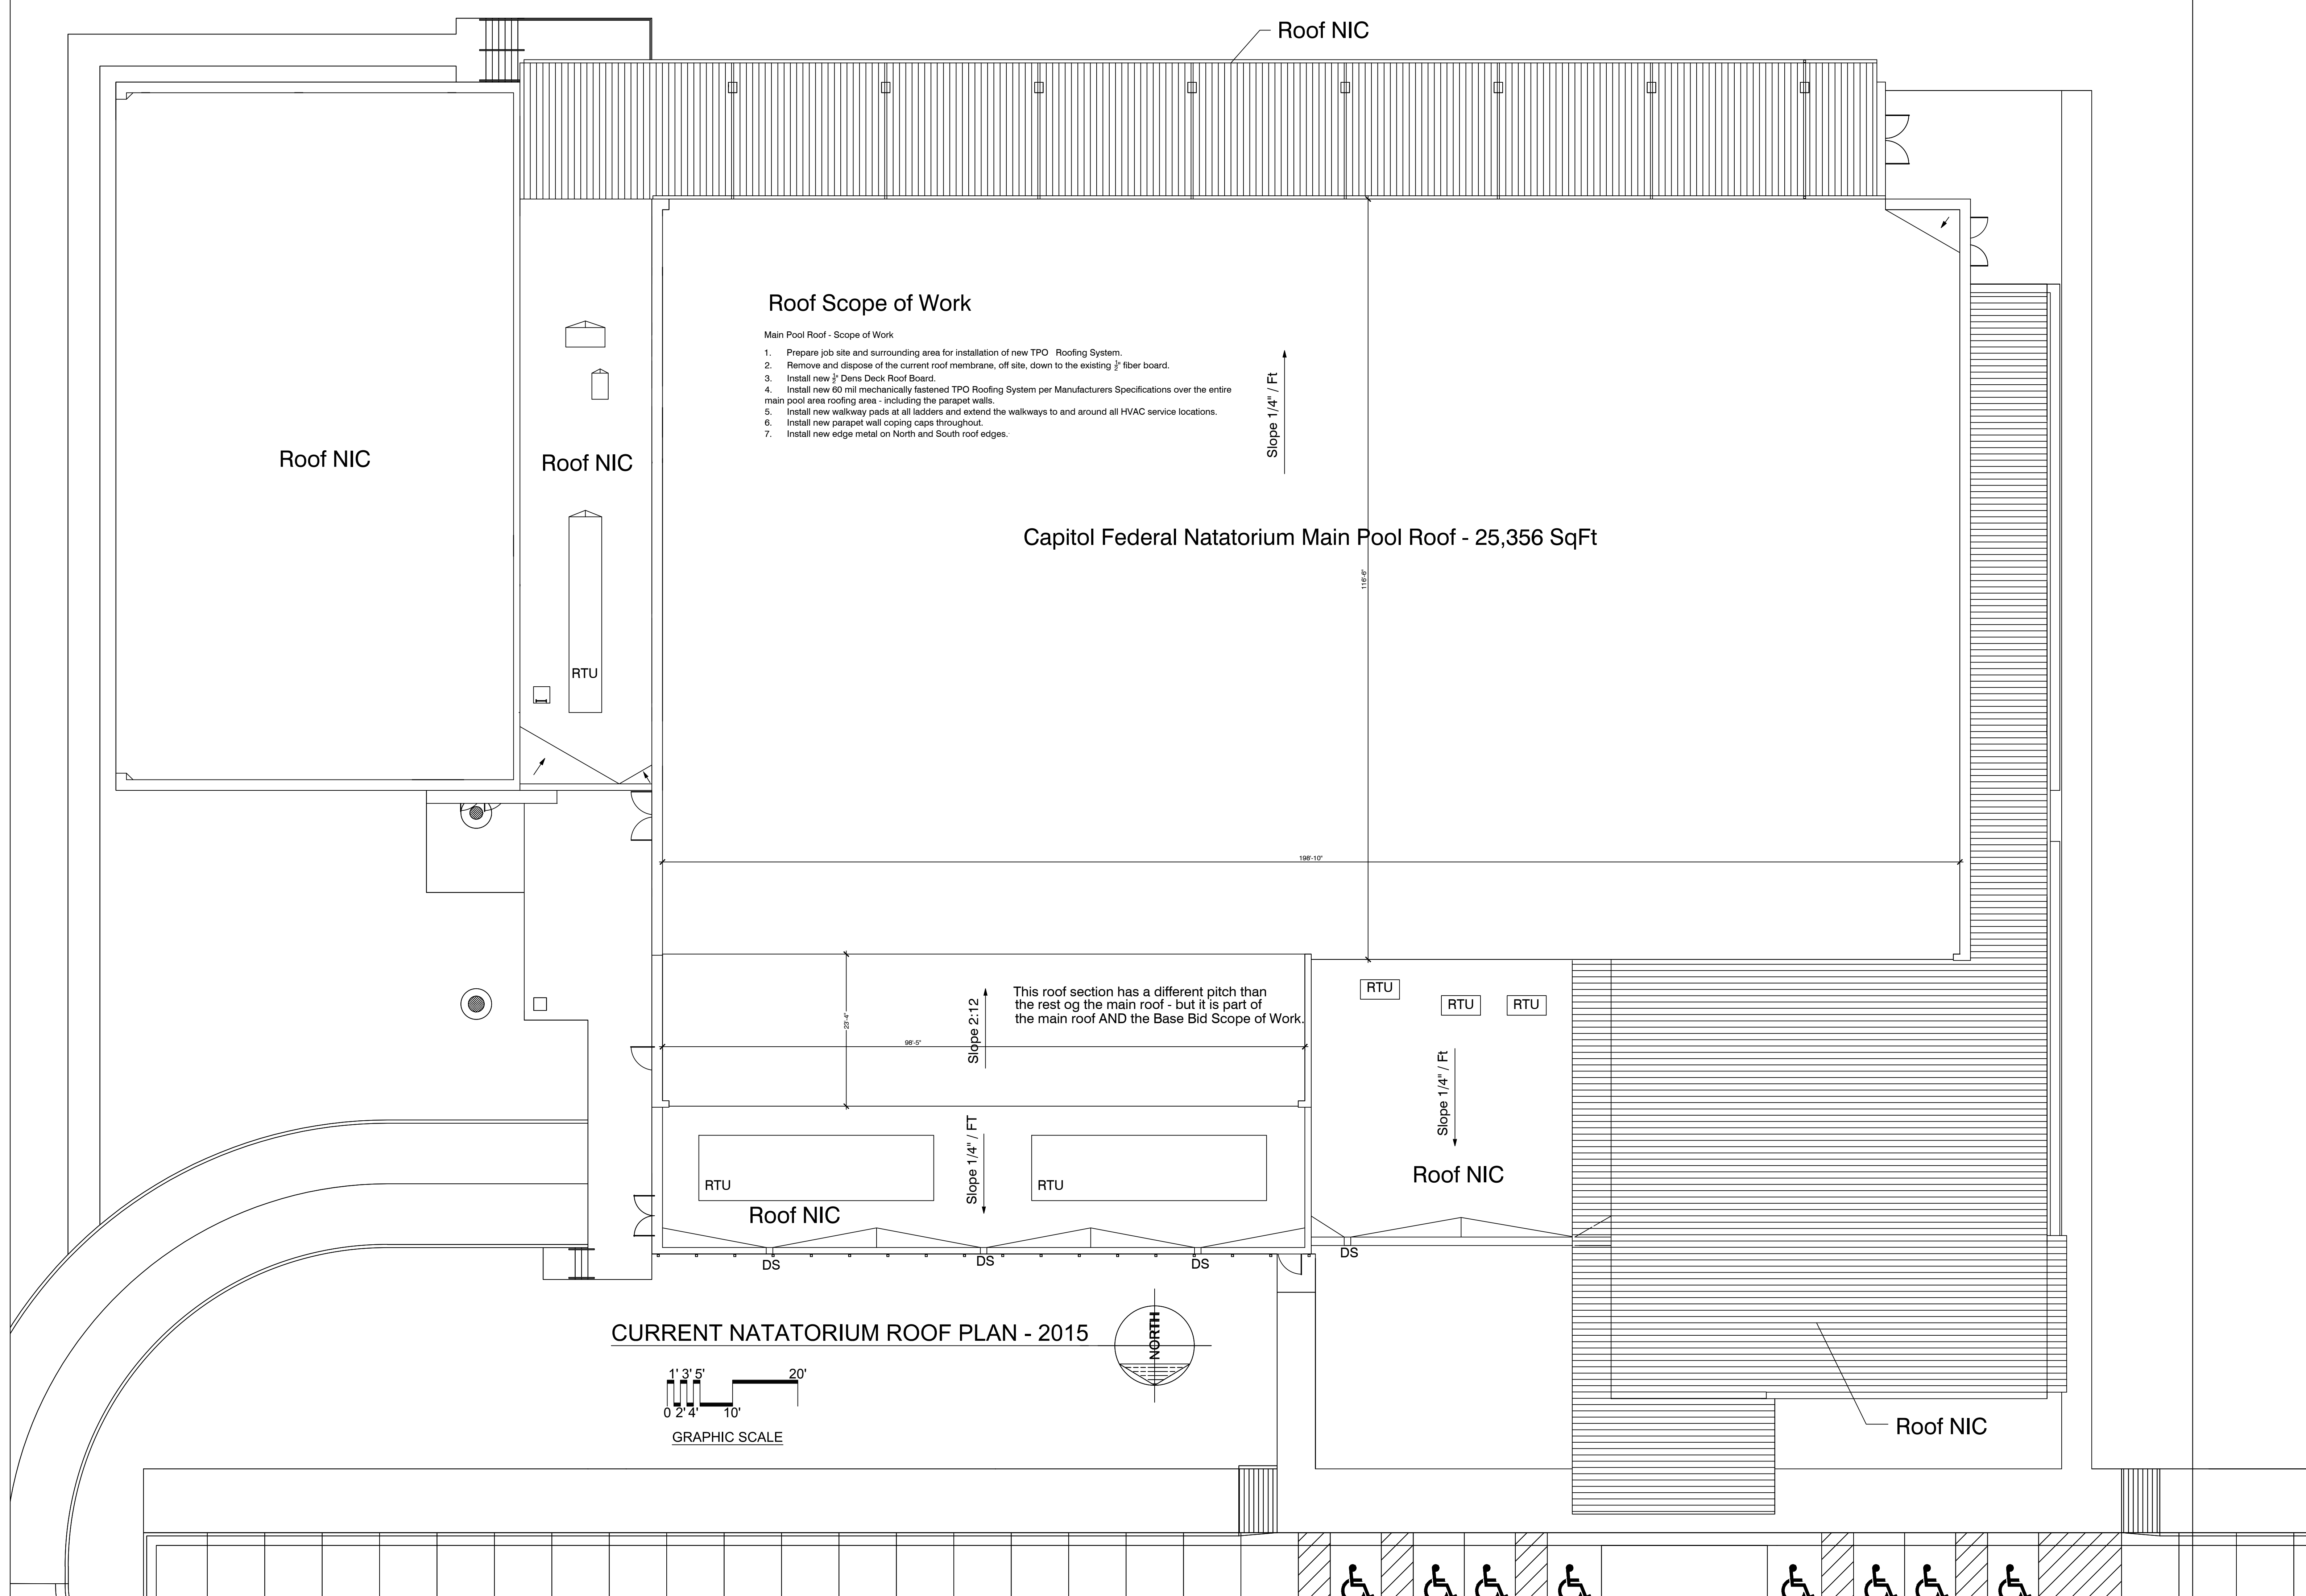 Roof NIC
Roof Scope of Work
Main Pool Roof - Scope of Work
1. Prepare job site and surrounding area for installation of new TPO Roofing System.
2. Remove and dispose of the current roof membrane, off site, down to the existing ½" fiber board.
3. Install new ½" Dens Deck Roof Board.
4. Install new 60 mil mechanically fastened TPO Roofing System per Manufacturers Specifications over the entire
main pool area roofing area - including the parapet walls.
5. Install new walkway pads at all ladders and extend the walkways to and around all HVAC service locations.
6. Install new parapet wall coping caps throughout.
7. Install new edge metal on North and South roof edges.
Slope 1/4" / Ft
Roof NIC
Roof NIC
Capitol Federal Natatorium Main Pool Roof - 25,356 SqFt
116'-6"
RTU
198'-10"
This roof section has a different pitch than
the rest og the main roof - but it is part of
the main roof AND the Base Bid Scope of Work.
Slope 2:12
23'-4"
98'-5"
RTU
RTU
RTU
Slope 1/4" / Ft
Slope 1/4" / FT
RTU
RTU
Roof NIC
Roof NIC
DS
DS
DS
DS
CURRENT NATATORIUM ROOF PLAN - 2015
NORTH
1' 3' 5' 20'
0 2' 4' 10'
GRAPHIC SCALE
Roof NIC